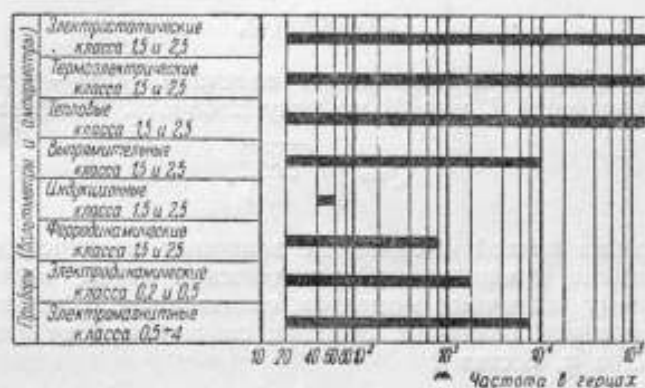 Приборы (вольтметры и амперметры)
Электростатические
класса 1,5 и 2,5
Термоэлектрические
класса 1,5 и 2,5
Тепловые
класса 1,5 и 2,5
Выпрямительные
класса 1,5 и 2,5
Индукционные
класса 1,5 и 2,5
Ферродинамические
класса 1,5 и 2,5
Электродинамические
класса 0,2 и 0,5
Электромагнитные
класса 0,5÷4
10 20 40 60 80 10² 10³ 10⁴ 10⁵
Частота в герцах